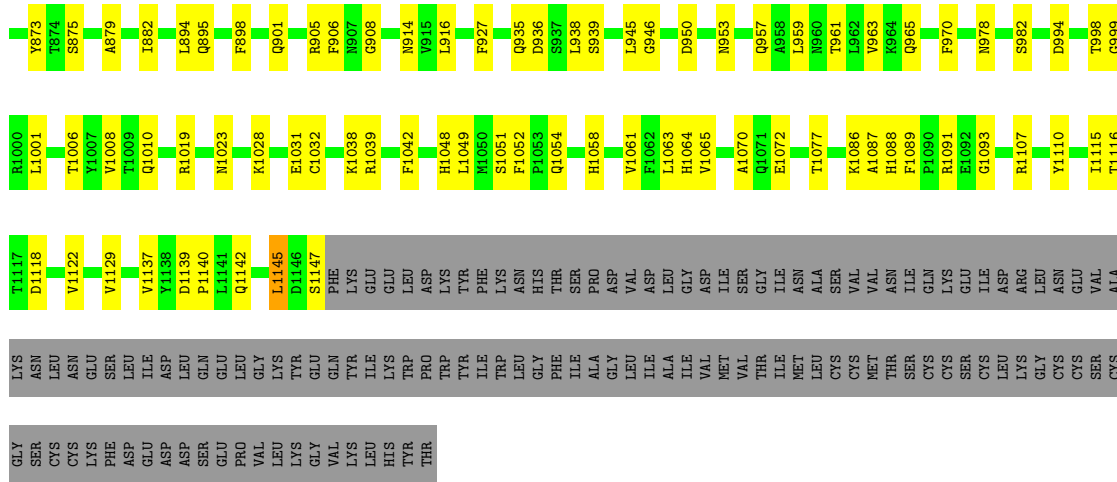 Y873 T874 S875 A879 I882 L894 Q895 F898 Q901 R905 F906 N907 G908 N914 V915 L916 F927 Q935 D936 S937 L938 S939 L945 G946 D950 N953 Q957 A958 L959 N960 T961 L962 V963 K964 Q965 F970 N978 S982 D994 T998 G999
R1000 L1001 T1006 Y1007 V1008 T1009 Q1010 R1019 N1023 K1028 E1031 C1032 K1038 R1039 F1042 H1048 L1049 M1050 S1051 F1052 P1053 Q1054 H1058 V1061 F1062 L1063 H1064 V1065 A1070 Q1071 E1072 T1077 K1086 A1087 H1088 F1089 P1090 R1091 E1092 G1093 R1107 Y1110 I1115 T1116
T1117 D1118 V1122 V1129 V1137 Y1138 D1139 P1140 L1141 Q1142 L1145 D1146 S1147 PHE LYS GLU GLU LEU ASP LYS TYR PHE LYS ASN HIS THR SER PRO ASP VAL ASP LEU GLY ASP ILE SER GLY ILE ASN ALA SER VAL VAL ASN ILE GLN LYS GLU ILE ASP ARG LEU ASN GLU VAL ALA
LYS ASN LEU ASN GLU SER LEU ILE ASP LEU GLN GLU LEU GLY LYS TYR GLU GLN TYR ILE LYS TRP PRO TRP TYR ILE TRP LEU GLY PHE ILE ALA GLY LEU ILE ALA ILE VAL MET VAL THR ILE MET LEU CYS CYS MET THR SER CYS CYS SER CYS LEU LYS GLY CYS CYS SER CYS
GLY SER CYS CYS LYS PHE ASP GLU ASP ASP SER GLU PRO VAL LEU LYS GLY VAL LYS LEU HIS TYR THR